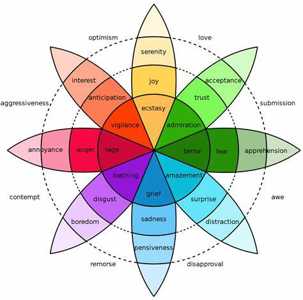 optimism love
serenity
interest joy acceptance
anticipation trust
aggressiveness submission
ecstasy
vigilance admiration
annoyance anger rage terror fear apprehension
loathing amazement
grief
contempt disgust surprise awe
boredom sadness distraction
pensiveness
remorse disapproval